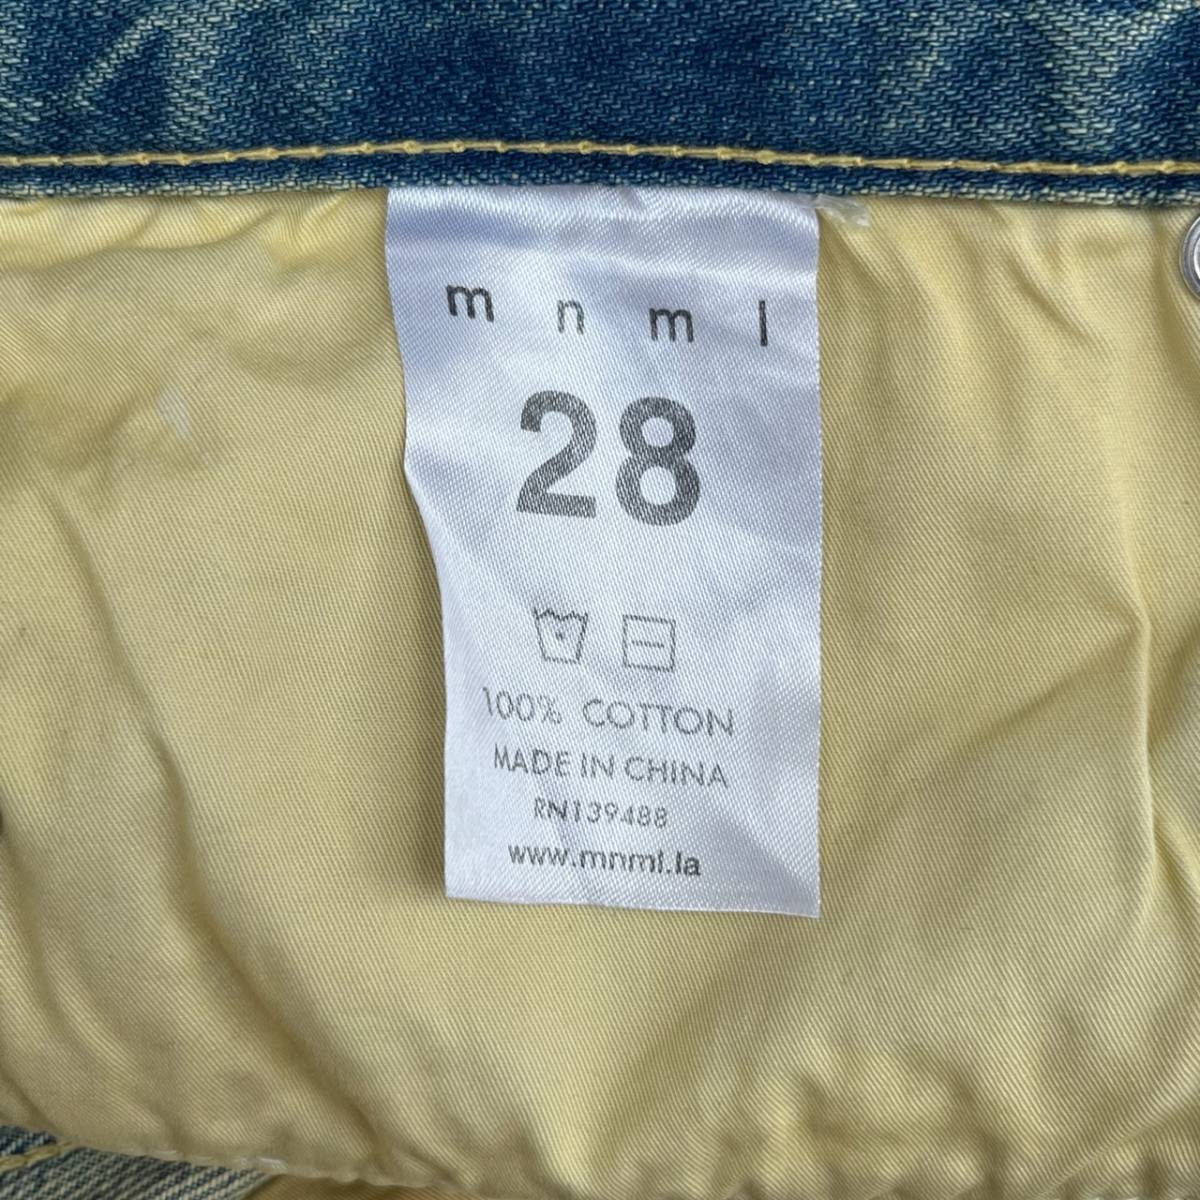 m n m l
28
100% COTTON
MADE IN CHINA
RN139488
www.mnml.la